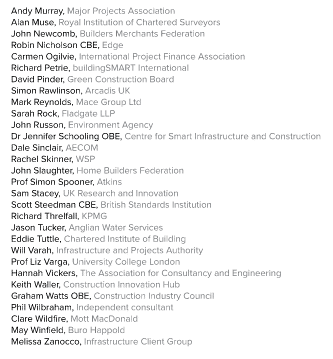 Andy Murray, Major Projects Association
Alan Muse, Royal Institution of Chartered Surveyors
John Newcomb, Builders Merchants Federation
Robin Nicholson CBE, Edge
Carmen Ogilvie, International Project Finance Association
Richard Petrie, buildingSMART International
David Pinder, Green Construction Board
Simon Rawlinson, Arcadis UK
Mark Reynolds, Mace Group Ltd
Sarah Rock, Fladgate LLP
John Russon, Environment Agency
Dr Jennifer Schooling OBE, Centre for Smart Infrastructure and Construction
Dale Sinclair, AECOM
Rachel Skinner, WSP
John Slaughter, Home Builders Federation
Prof Simon Spooner, Atkins
Sam Stacey, UK Research and Innovation
Scott Steedman CBE, British Standards Institution
Richard Threlfall, KPMG
Jason Tucker, Anglian Water Services
Eddie Tuttle, Chartered Institute of Building
Will Varah, Infrastructure and Projects Authority
Prof Liz Varga, University College London
Hannah Vickers, The Association for Consultancy and Engineering
Keith Waller, Construction Innovation Hub
Graham Watts OBE, Construction Industry Council
Phil Wilbraham, Independent consultant
Clare Wildfire, Mott MacDonald
May Winfield, Buro Happold
Melissa Zanocco, Infrastructure Client Group